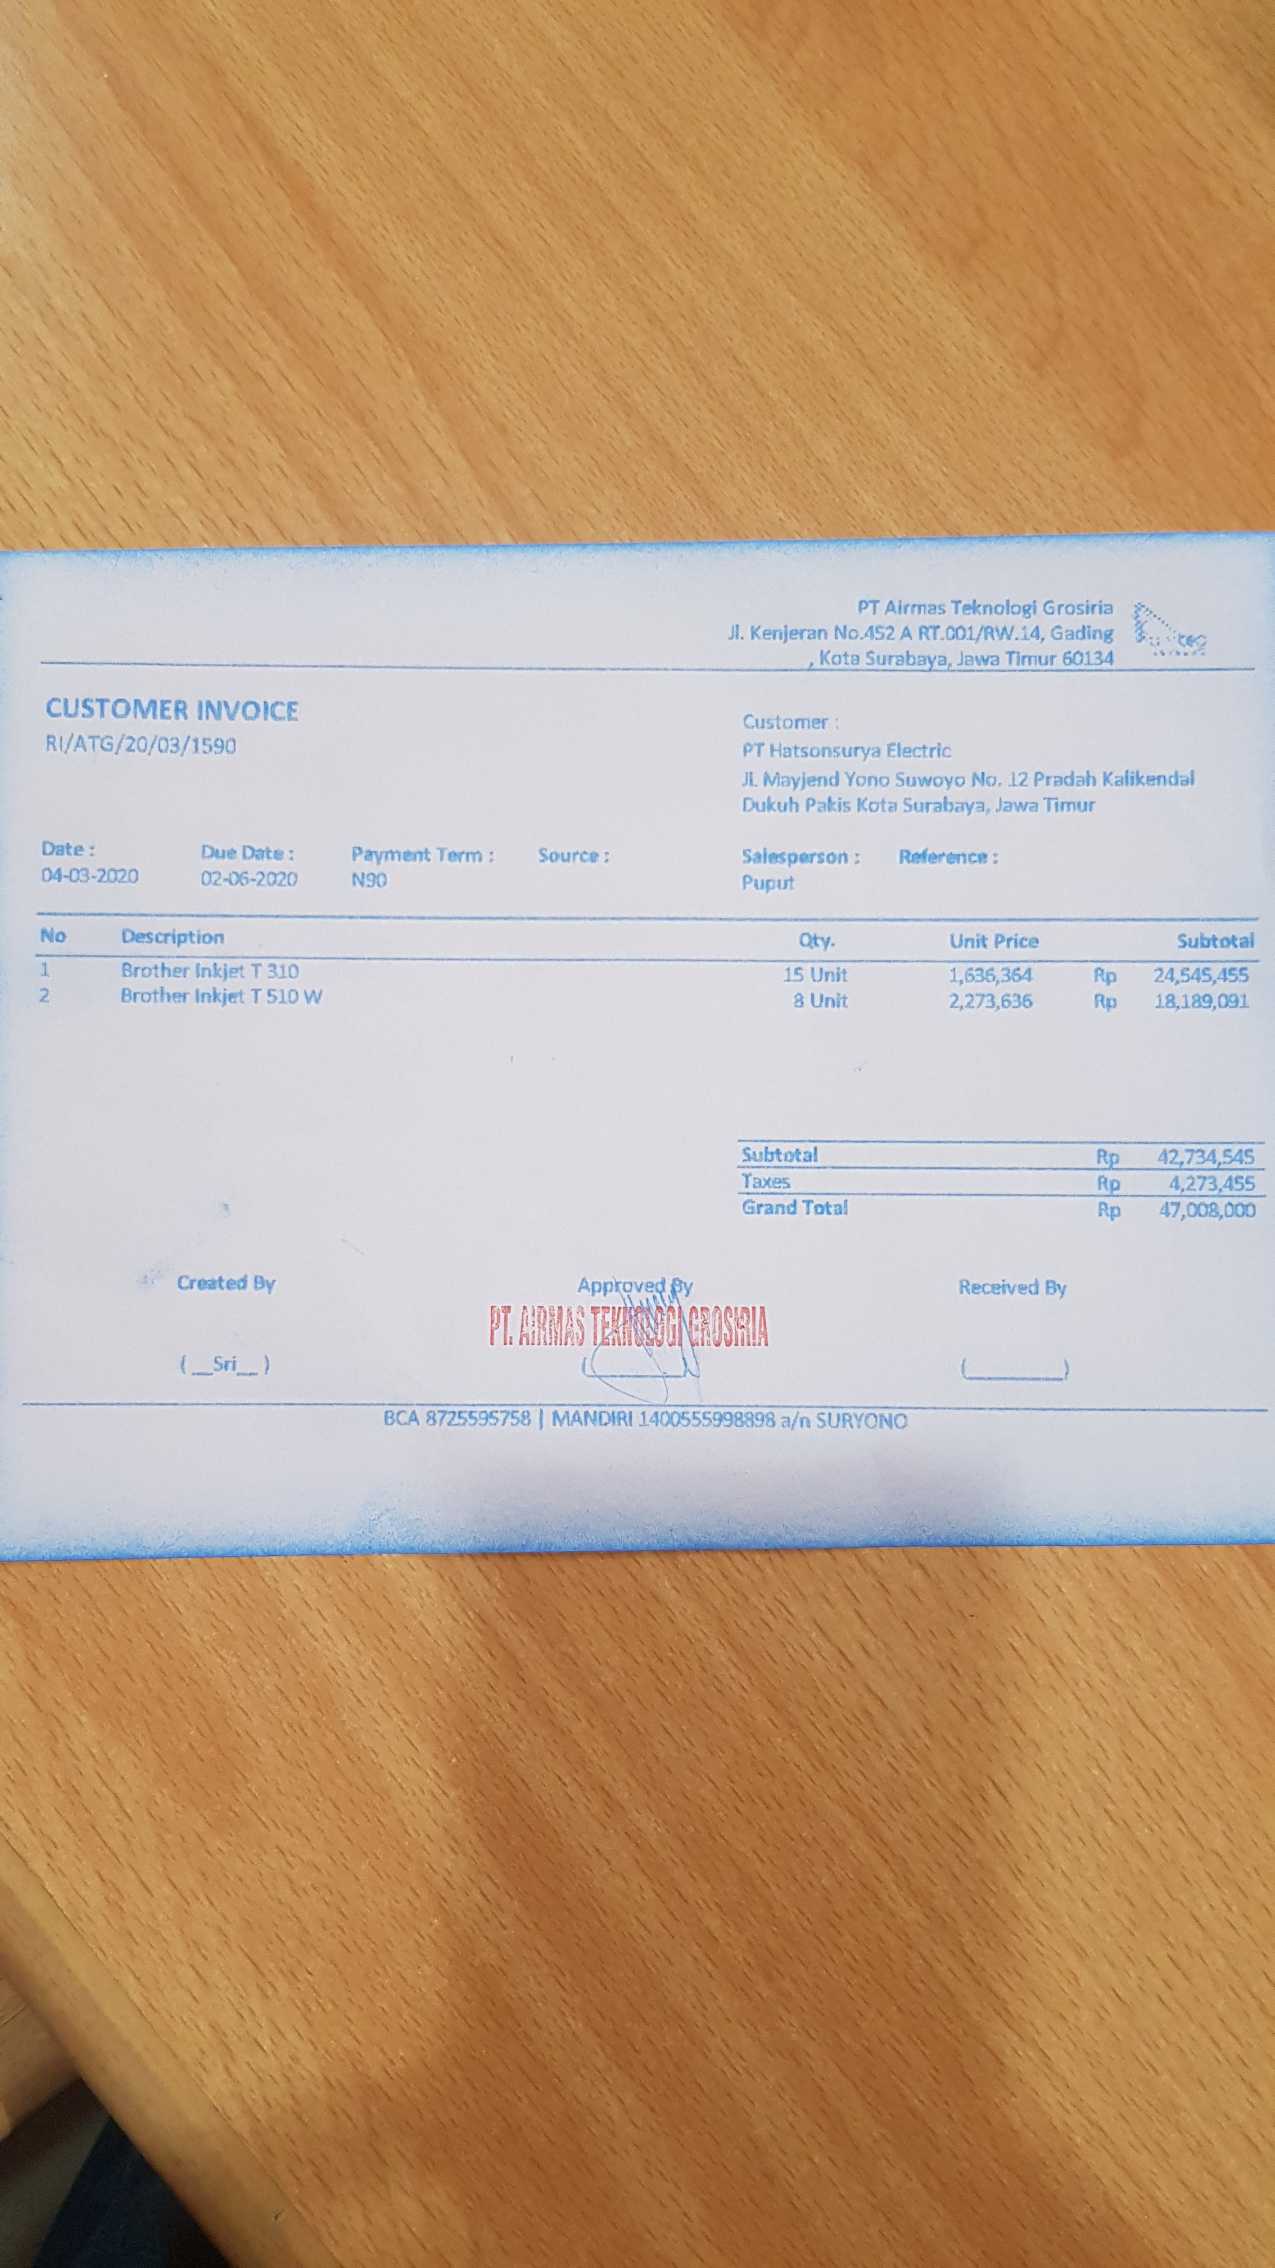 PT Airmas Teknologi Grosiria
Jl. Kenjeran No.452 A RT.001/RW.14, Gading
, Kota Surabaya, Jawa Timur 60134
CUSTOMER INVOICE
RI/ATG/20/03/1590
Customer :
PT Hatsonsurya Electric
Jl. Mayjend Yono Suwoyo No. 12 Pradah Kalikendal
Dukuh Pakis Kota Surabaya, Jawa Timur
Date : Due Date : Payment Term : Source : Salesperson : Reference :
04-03-2020 02-06-2020 N90 Puput
No Description Qty. Unit Price Subtotal
1 Brother Inkjet T 310 15 Unit 1,636,364 Rp 24,545,455
2 Brother Inkjet T 510 W 8 Unit 2,273,636 Rp 18,189,091
Subtotal Rp 42,734,545
Taxes Rp 4,273,455
Grand Total Rp 47,008,000
Created By Approved By Received By
PT. AIRMAS TEKNOLOGI GROSIRIA
(__Sri__) (________) (________)
BCA 8725595758 | MANDIRI 1400555998898 a/n SURYONO